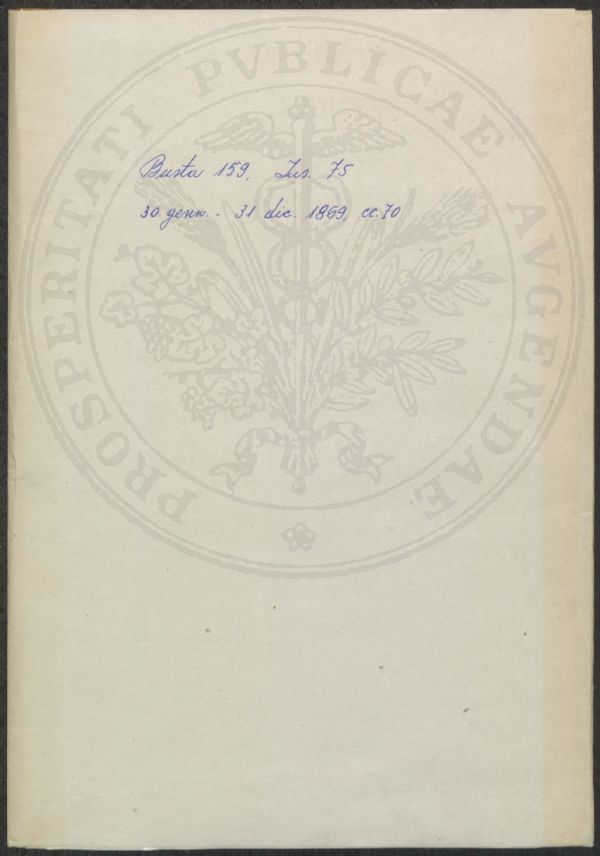 PROSPERITATI PVBLICAE AVGENDAE
Busta 159, Ins. 75
30 genn. - 31 dic. 1869, cc. 70